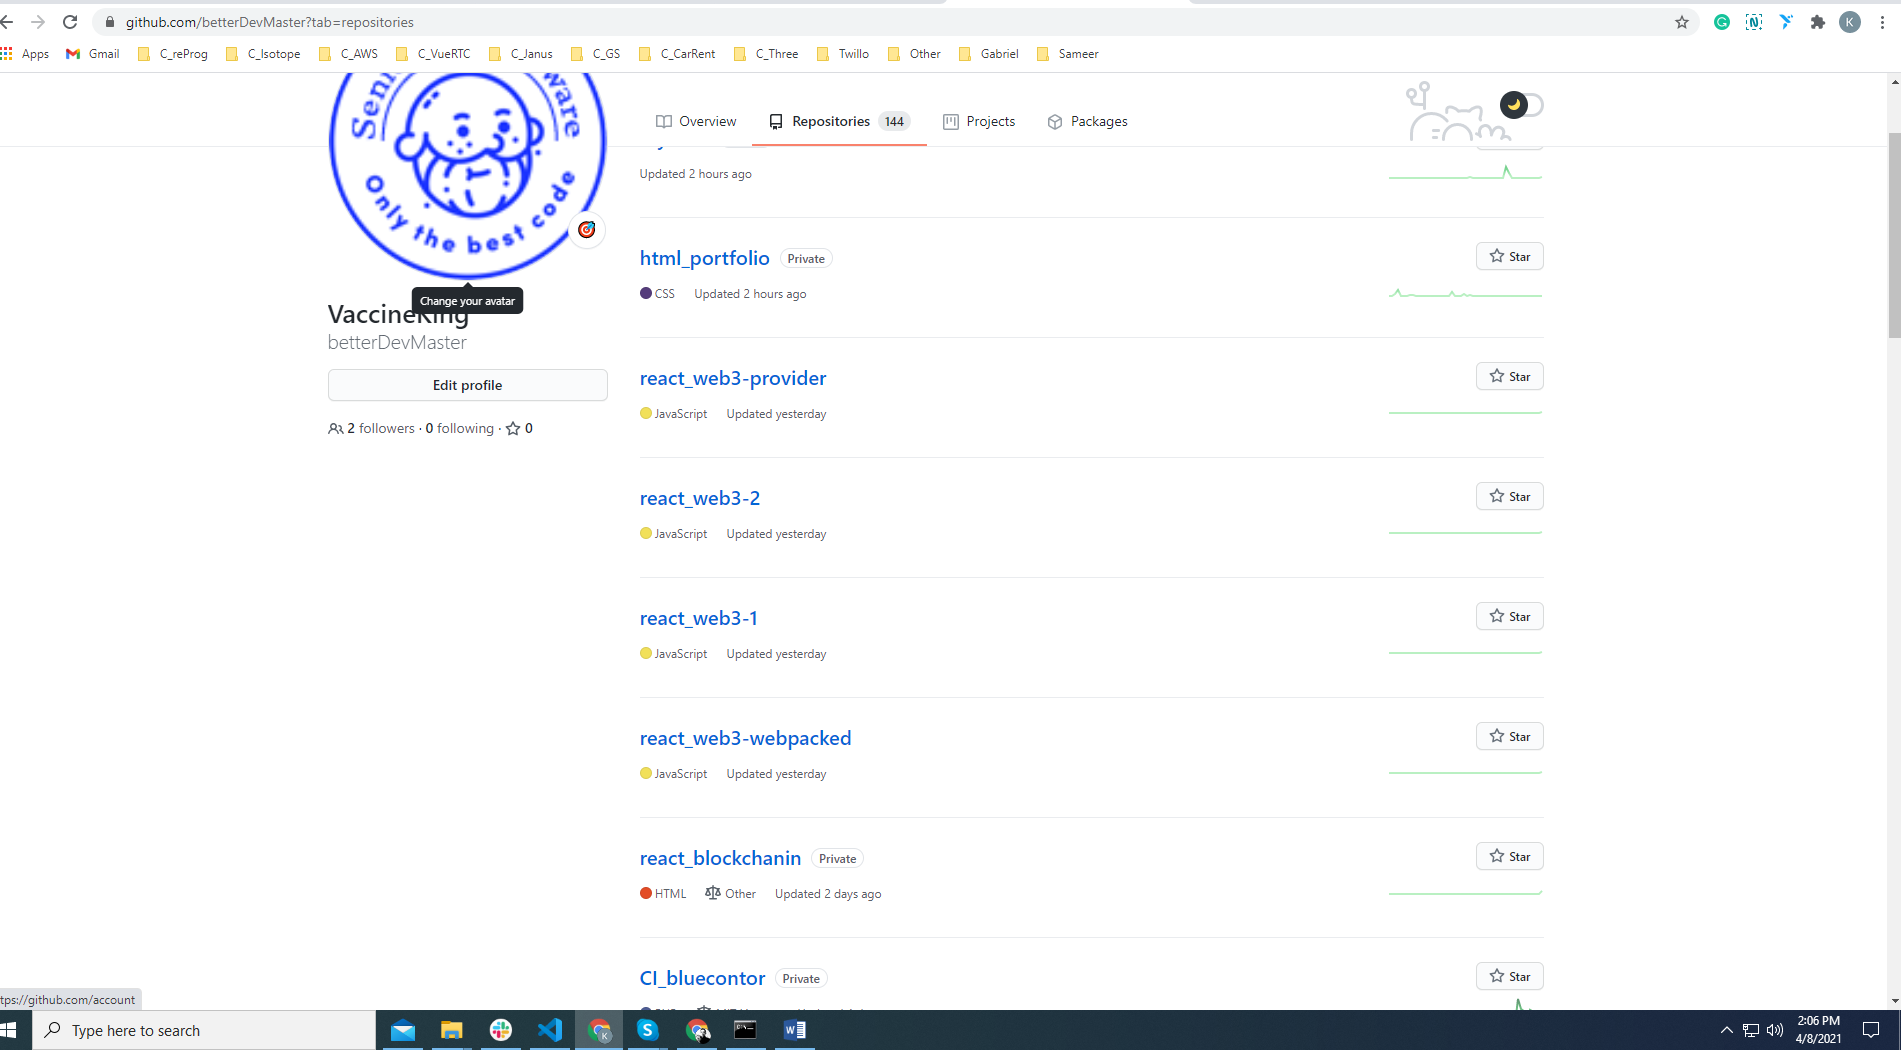 github.com/betterDevMaster?tab=repositories
K
Apps Gmail C_reProg C_Isotope C_AWS C_VueRTC C_Janus C_GS C_CarRent C_Three Twillo Other Gabriel Sameer
Only the best code
Change your avatar
VaccineKing
betterDevMaster
Edit profile
2 followers · 0 following · 0
Overview Repositories 144 Projects Packages
Updated 2 hours ago
html_portfolio Private Star
CSS Updated 2 hours ago
react_web3-provider Star
JavaScript Updated yesterday
react_web3-2 Star
JavaScript Updated yesterday
react_web3-1 Star
JavaScript Updated yesterday
react_web3-webpacked Star
JavaScript Updated yesterday
react_blockchanin Private Star
HTML Other Updated 2 days ago
CI_bluecontor Private Star
tps://github.com/account
Type here to search
2:06 PM
4/8/2021